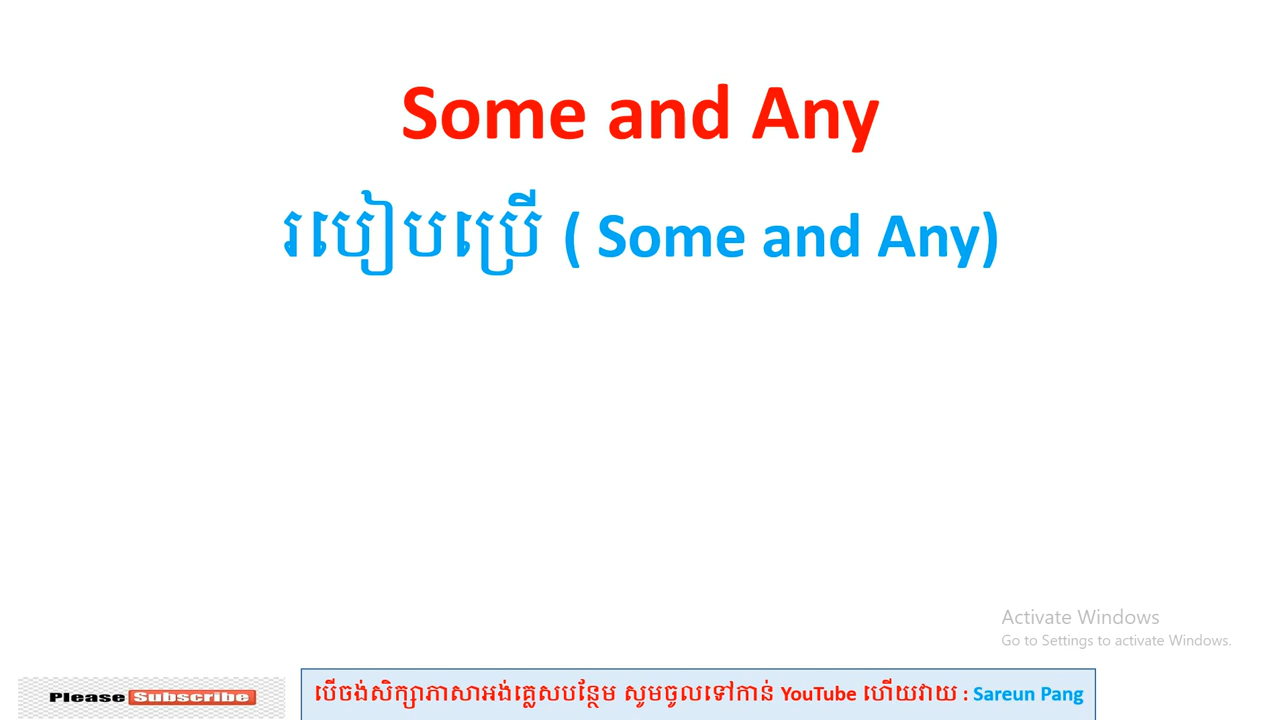 Some and Any
របៀបប្រើ ( Some and Any)
Activate Windows
Go to Settings to activate Windows.
Please Subscribe
បើចង់សិក្សាភាសាអង់គ្លេសបន្ថែម សូមចូលទៅកាន់ YouTube ហើយវាយ : Sareun Pang